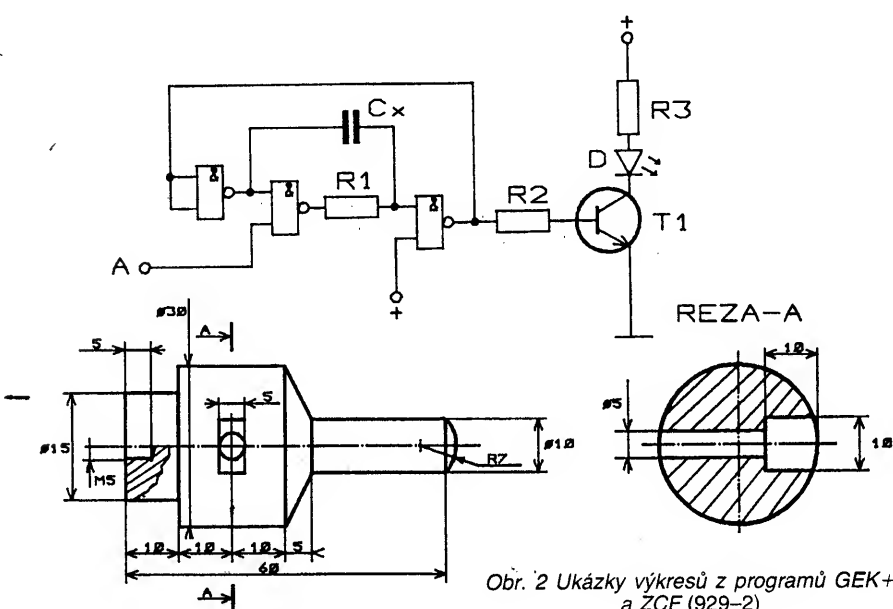 +
Cx
R3
D
R1
R2
T1
A
+
ø30
A
5
5
ø15
M5
R7
ø10
10
10
10
5
60
A
REZA-A
10
ø5
10
Obr. 2 Ukázky výkresů z programů GEK+
a ZCF (929-2)